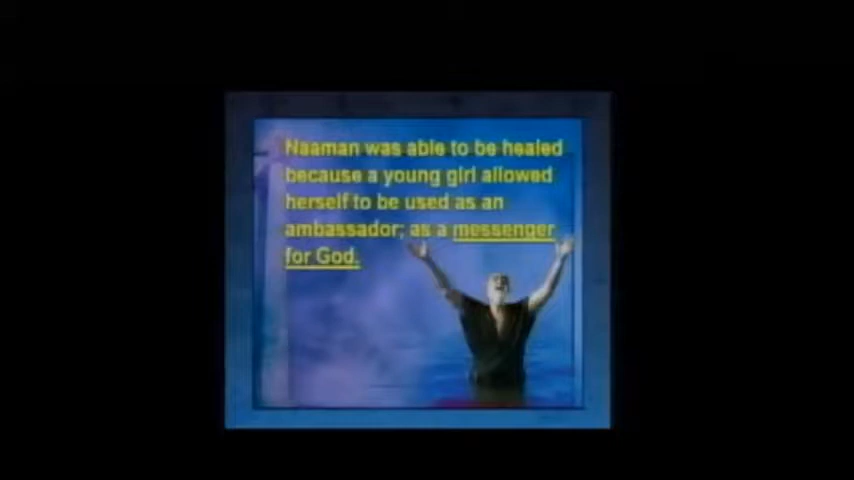 Naaman was able to be healed
because a young girl allowed
herself to be used as an
ambassador; as a messenger
for God.